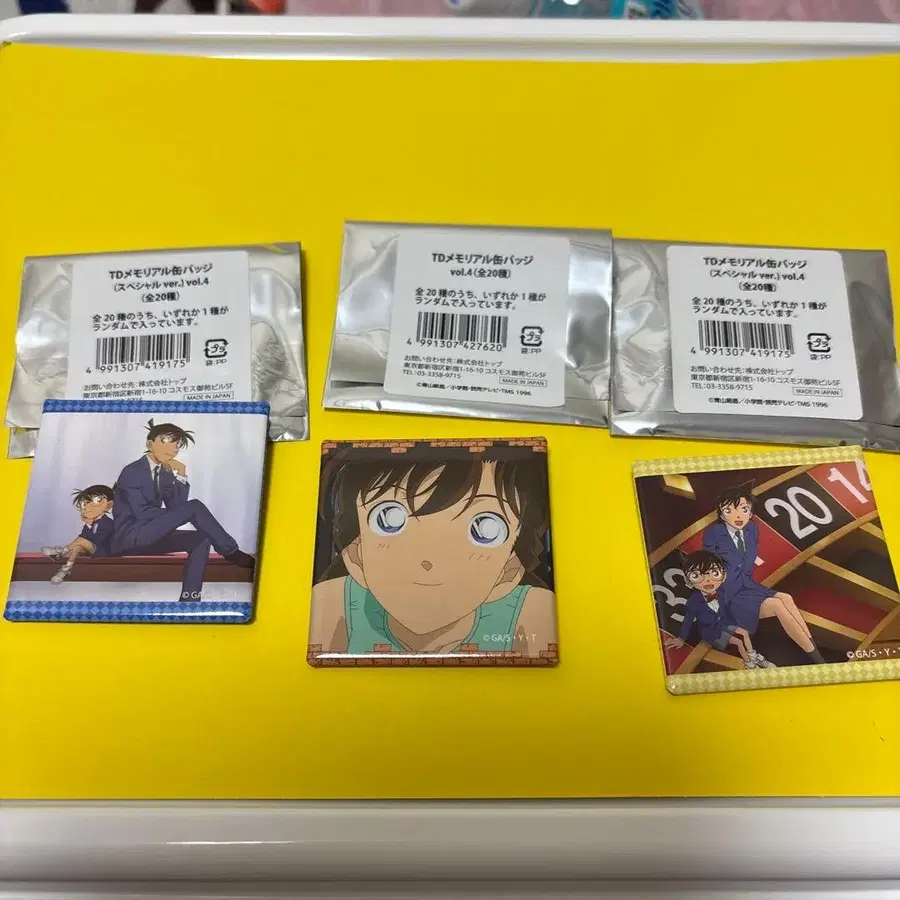 TDメモリアル缶バッジ
(スペシャル ver.) vol.4
(全20種)
全 20 種のうち、いずれか 1 種が
ランダムで入っています。
4 991307 419175
プラ
袋:PP
お問い合わせ先:株式会社トップ
東京都新宿区新宿1-16-10 コスモス御苑ビル5F
MADE IN JAPAN
TDメモリアル缶バッジ
vol.4 (全20種)
全 20 種のうち、いずれか 1 種が
ランダムで入っています。
4 991307 427620
プラ
袋:PP
お問い合わせ先:株式会社トップ
東京都新宿区新宿1-16-10 コスモス御苑ビル5F
TEL:03-3358-9715
MADE IN JAPAN
©青山剛昌/小学館・読売テレビ・TMS 1996
TDメモリアル缶バッジ
(スペシャル ver.) vol.4
(全20種)
全 20 種のうち、いずれか 1 種が
ランダムで入っています。
4 991307 419175
プラ
袋:PP
お問い合わせ先:株式会社トップ
東京都新宿区新宿1-16-10 コスモス御苑ビル5F
TEL:03-3358-9715
MADE IN JAPAN
©青山剛昌/小学館・読売テレビ・TMS 1996
© GA/S
© GA/S・Y・T
20
14
33
© GA/S・Y・T